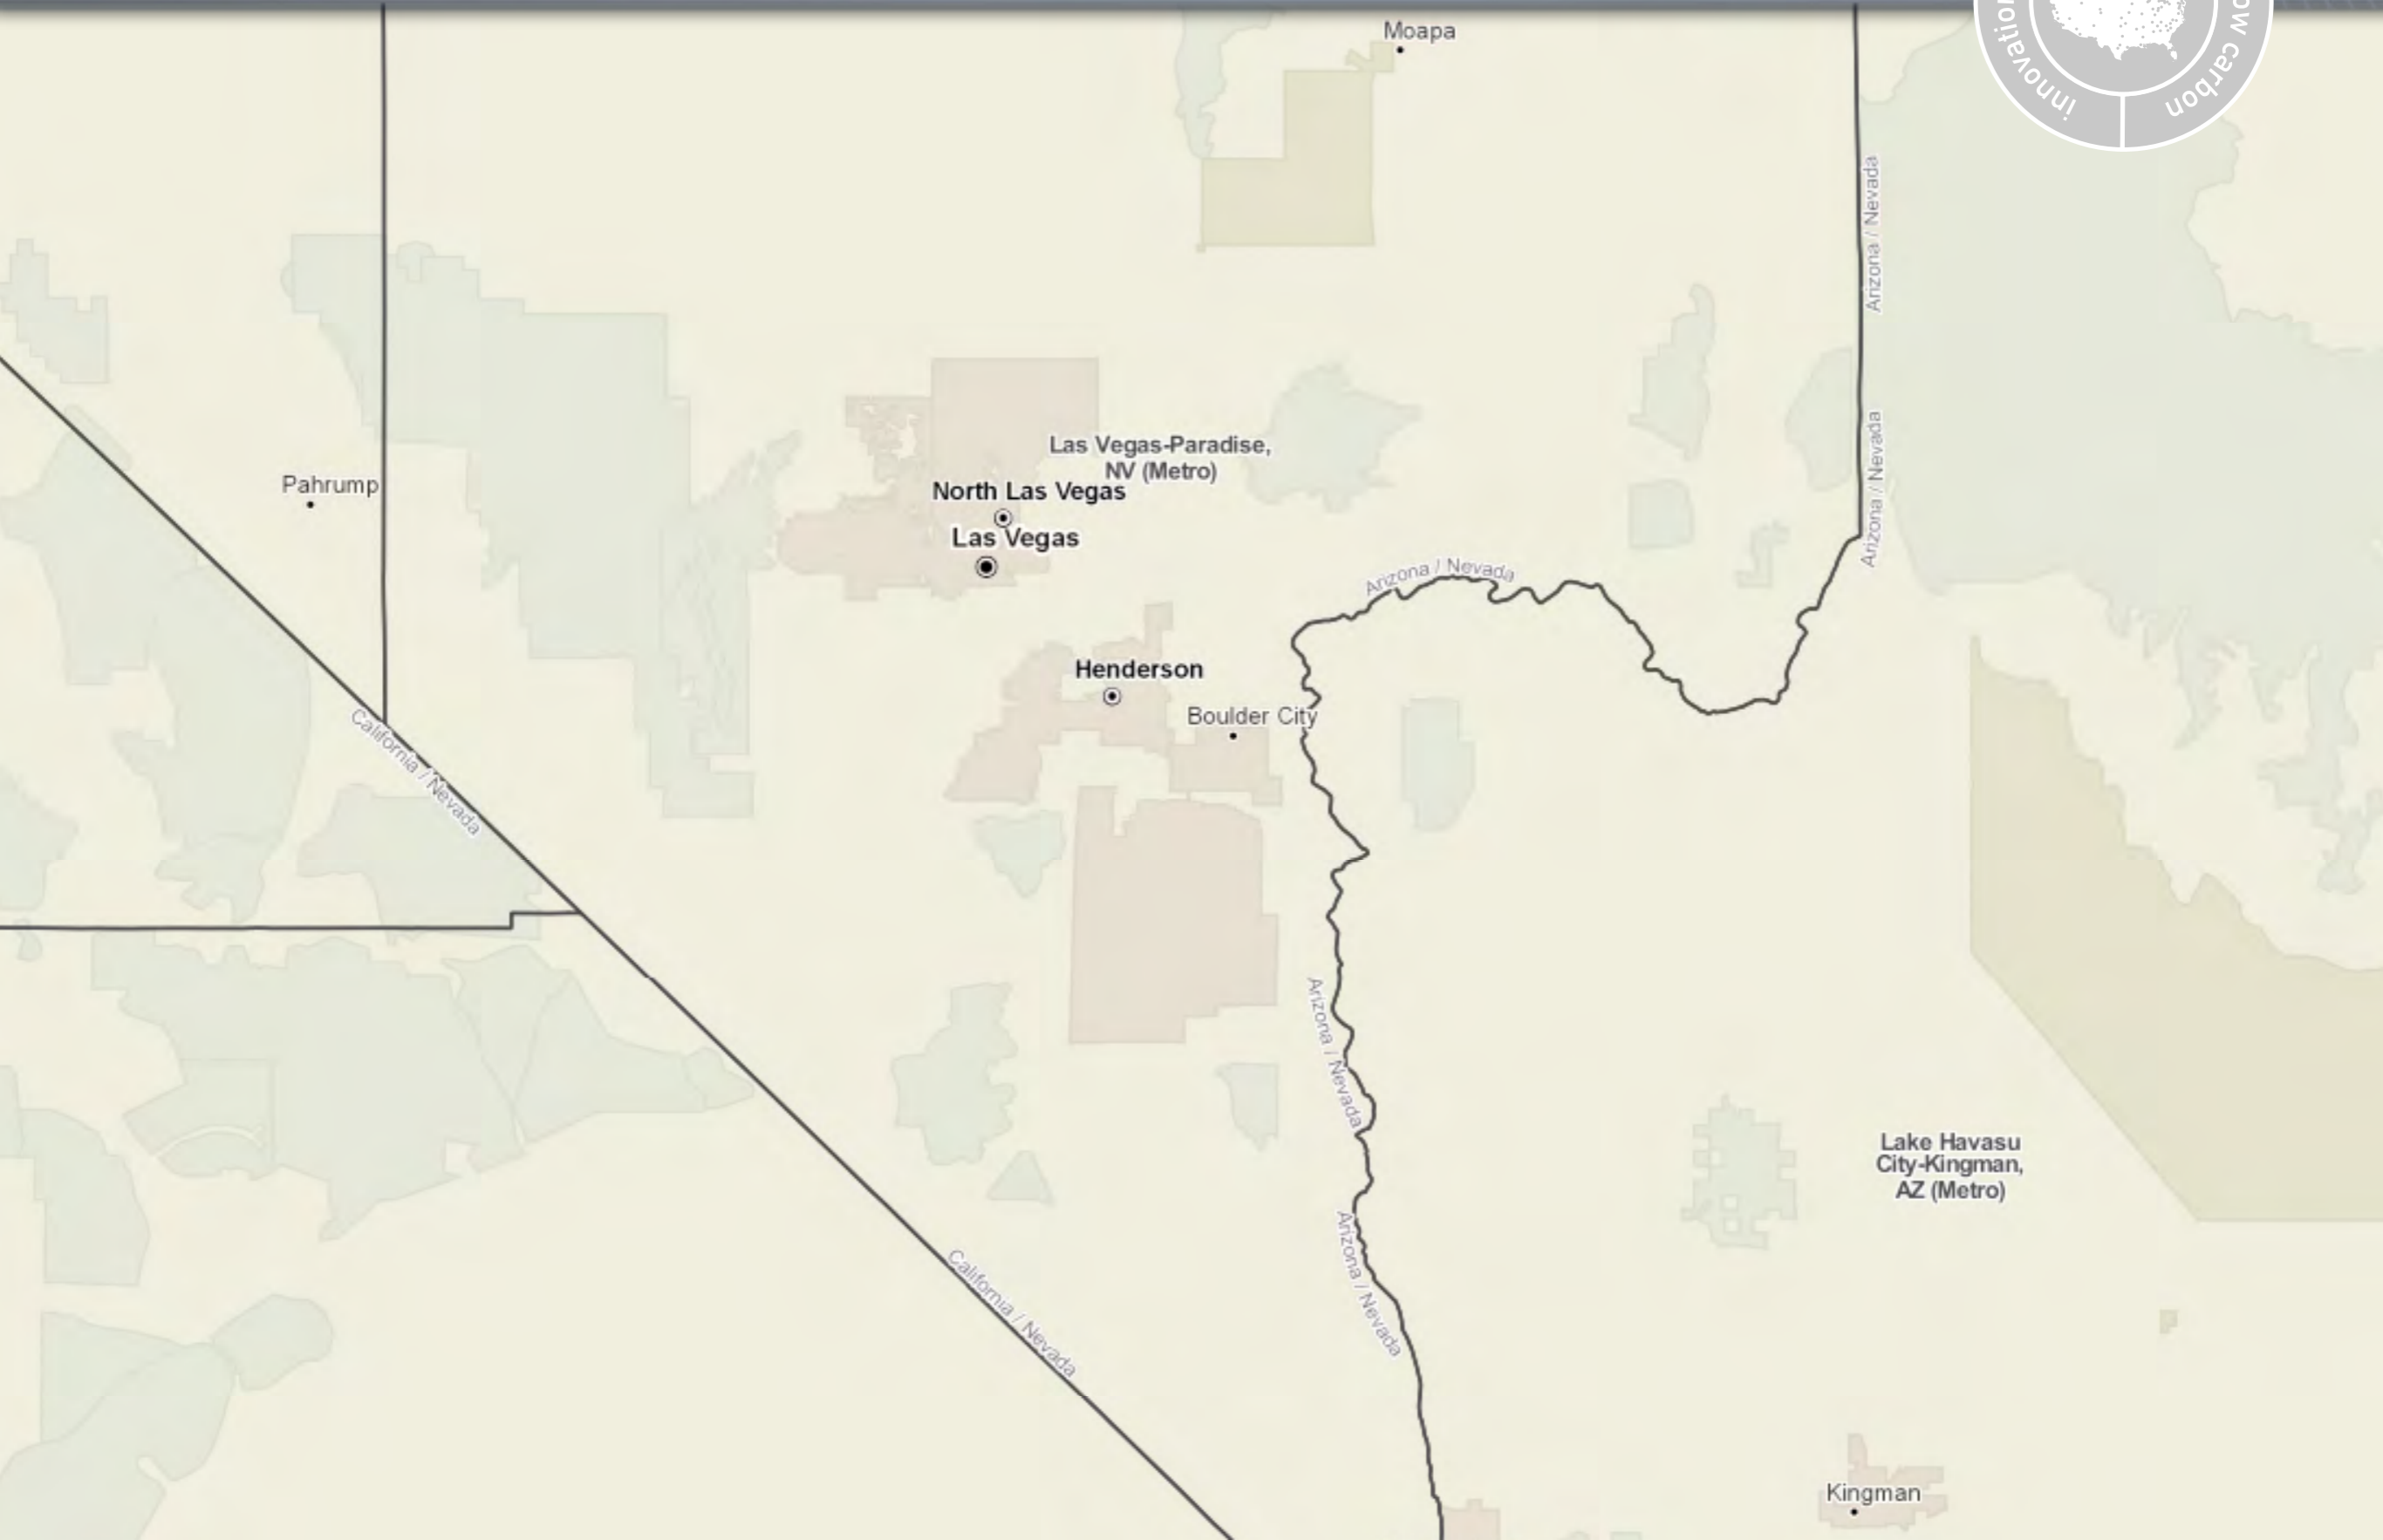 Moapa
innovation
low carbon
Arizona / Nevada
Las Vegas-Paradise,
NV (Metro)
Pahrump
North Las Vegas
Las Vegas
Arizona / Nevada
Arizona / Nevada
Henderson
Boulder City
California / Nevada
Arizona / Nevada
Lake Havasu
City-Kingman,
AZ (Metro)
Arizona / Nevada
California / Nevada
Kingman